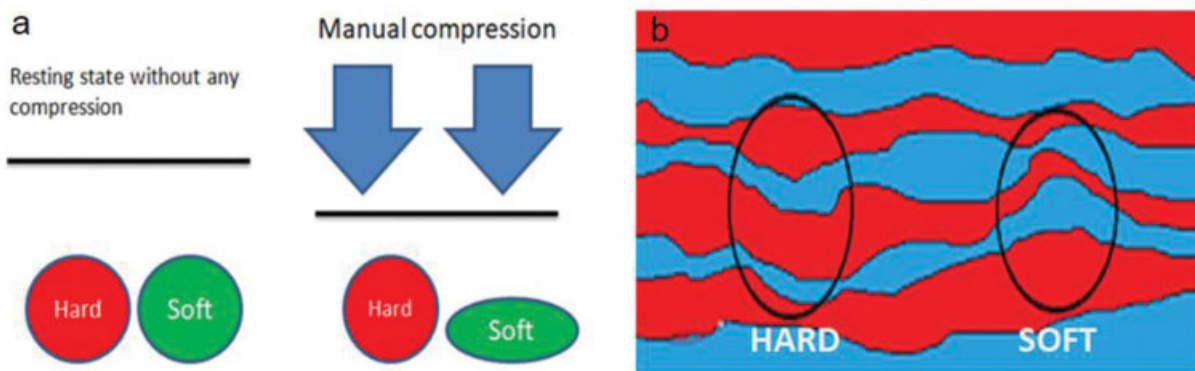 a
Resting state without any
compression
Manual compression
Hard
Soft
Hard
Soft
b
HARD
SOFT